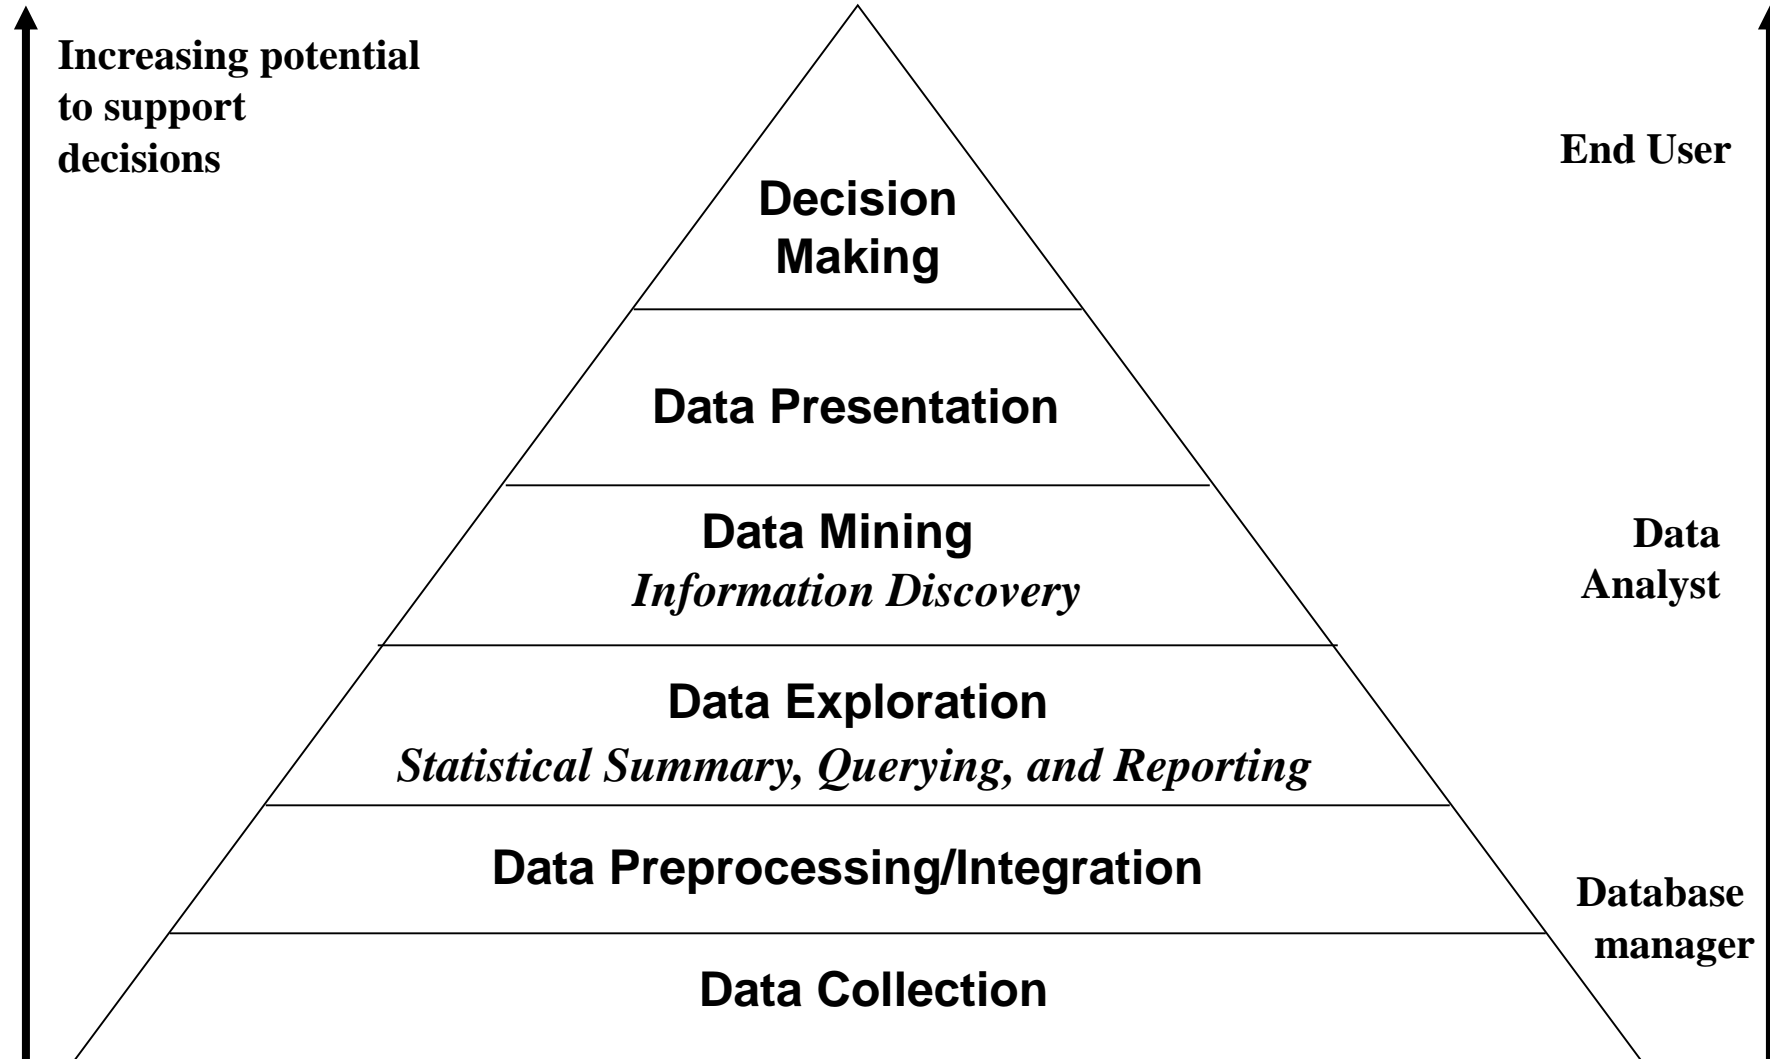 Increasing potential
to support
decisions
End User
Decision
Making
Data Presentation
Data Mining
Information Discovery
Data
Analyst
Data Exploration
Statistical Summary, Querying, and Reporting
Data Preprocessing/Integration
Database
manager
Data Collection